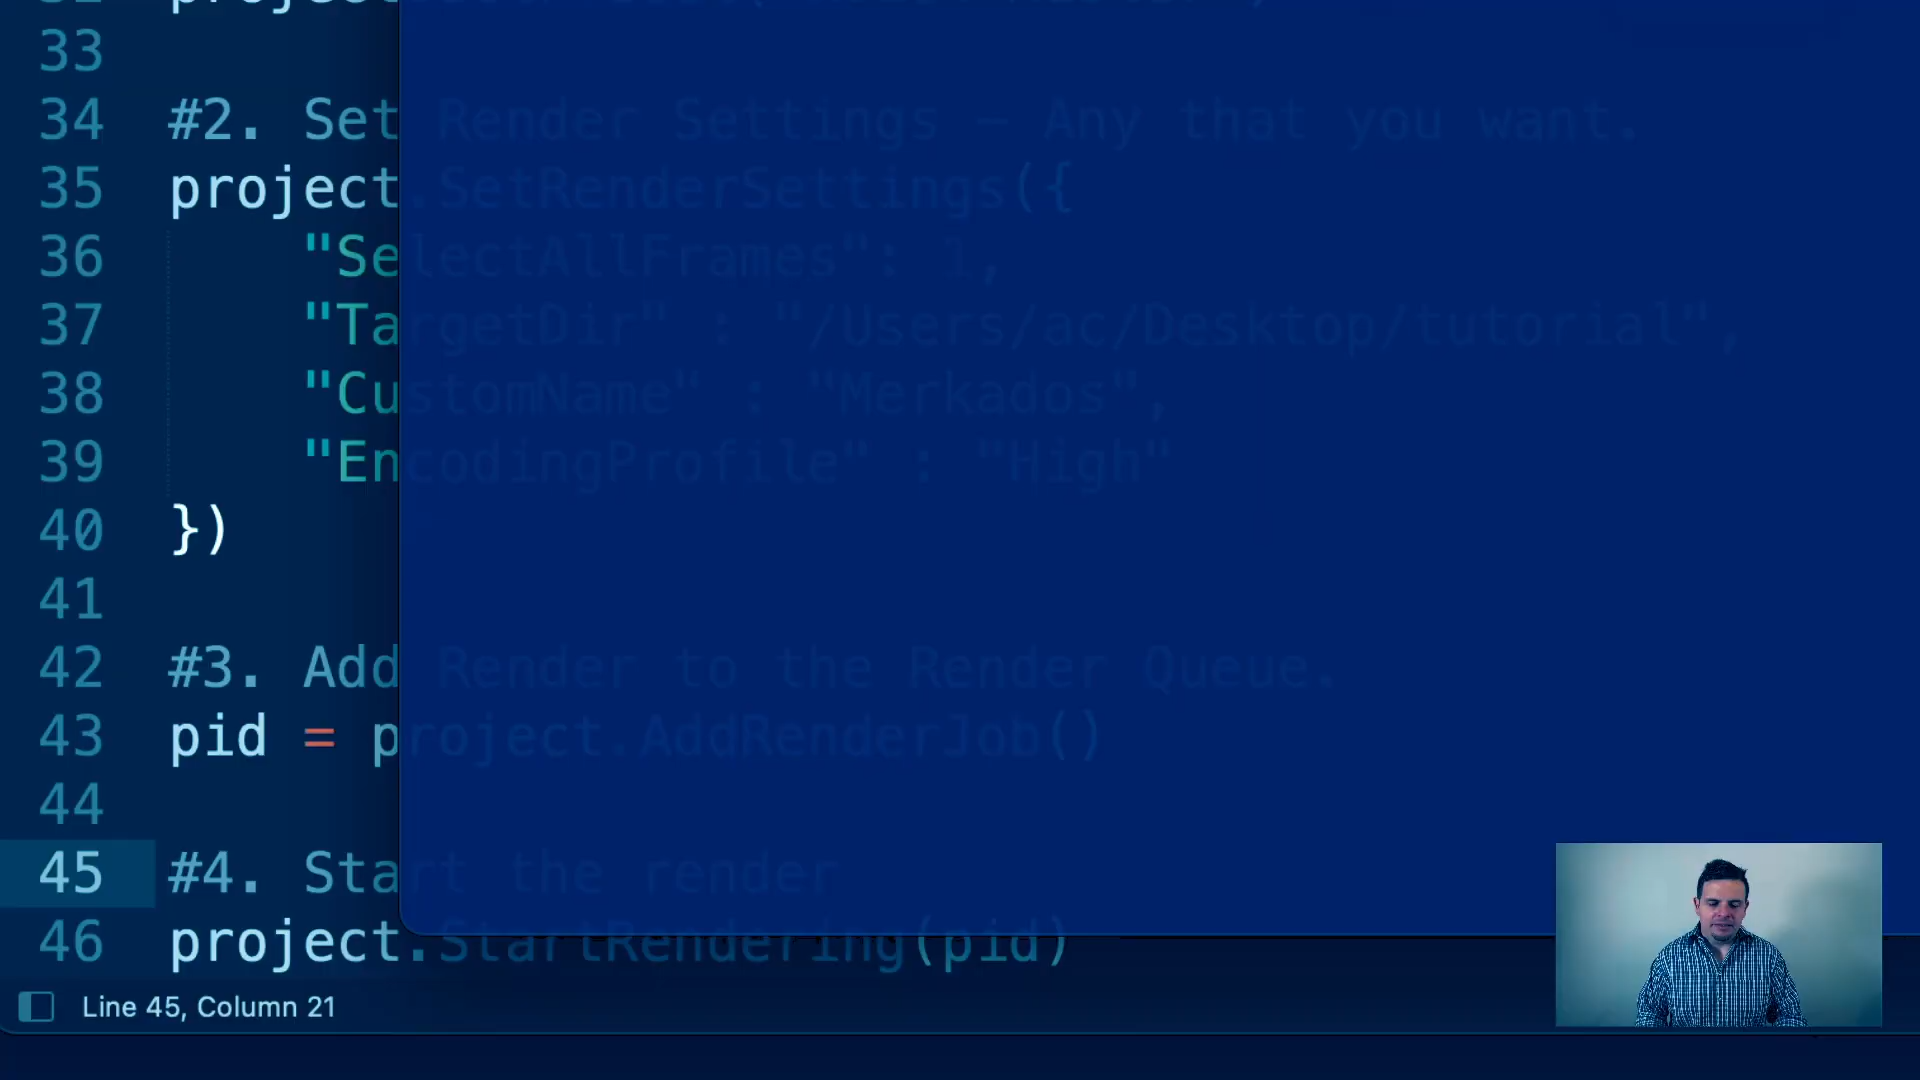 33
34 #2. Set Render Settings — Any that you want.
35 project.SetRenderSettings({
36 "SelectAllFrames": 1,
37 "TargetDir" : "/Users/ac/Desktop/tutorial",
38 "CustomName" : "Merkados",
39 "EncodingProfile" : "High"
40 })
41
42 #3. Add Render to the Render Queue.
43 pid = project.AddRenderJob()
44
45 #4. Start the render
46 project.StartRendering(pid)
Line 45, Column 21